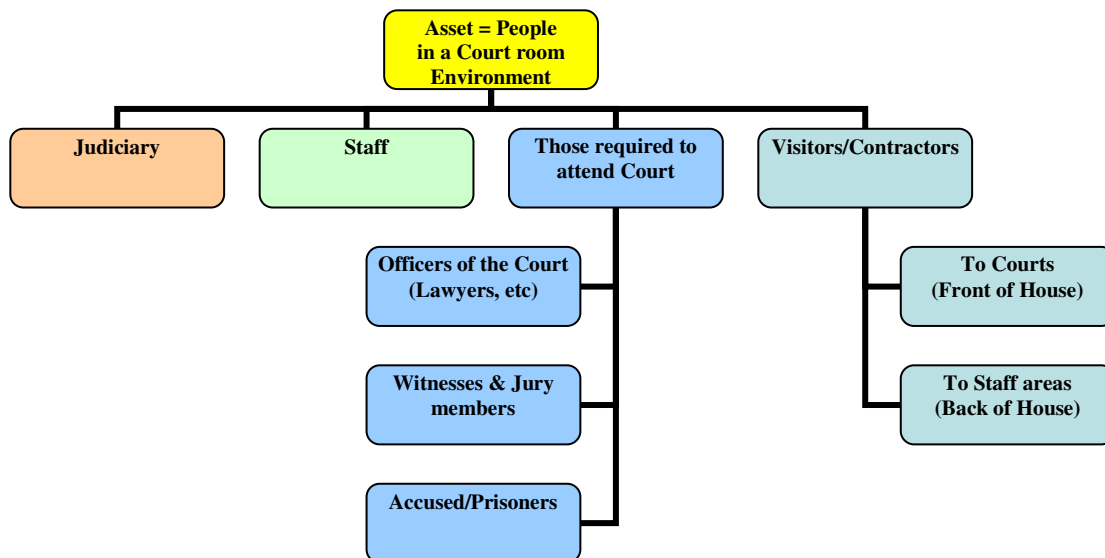 Asset = People
in a Court room
Environment
Judiciary
Staff
Those required to
attend Court
Visitors/Contractors
Officers of the Court
(Lawyers, etc)
To Courts
(Front of House)
Witnesses & Jury
members
To Staff areas
(Back of House)
Accused/Prisoners